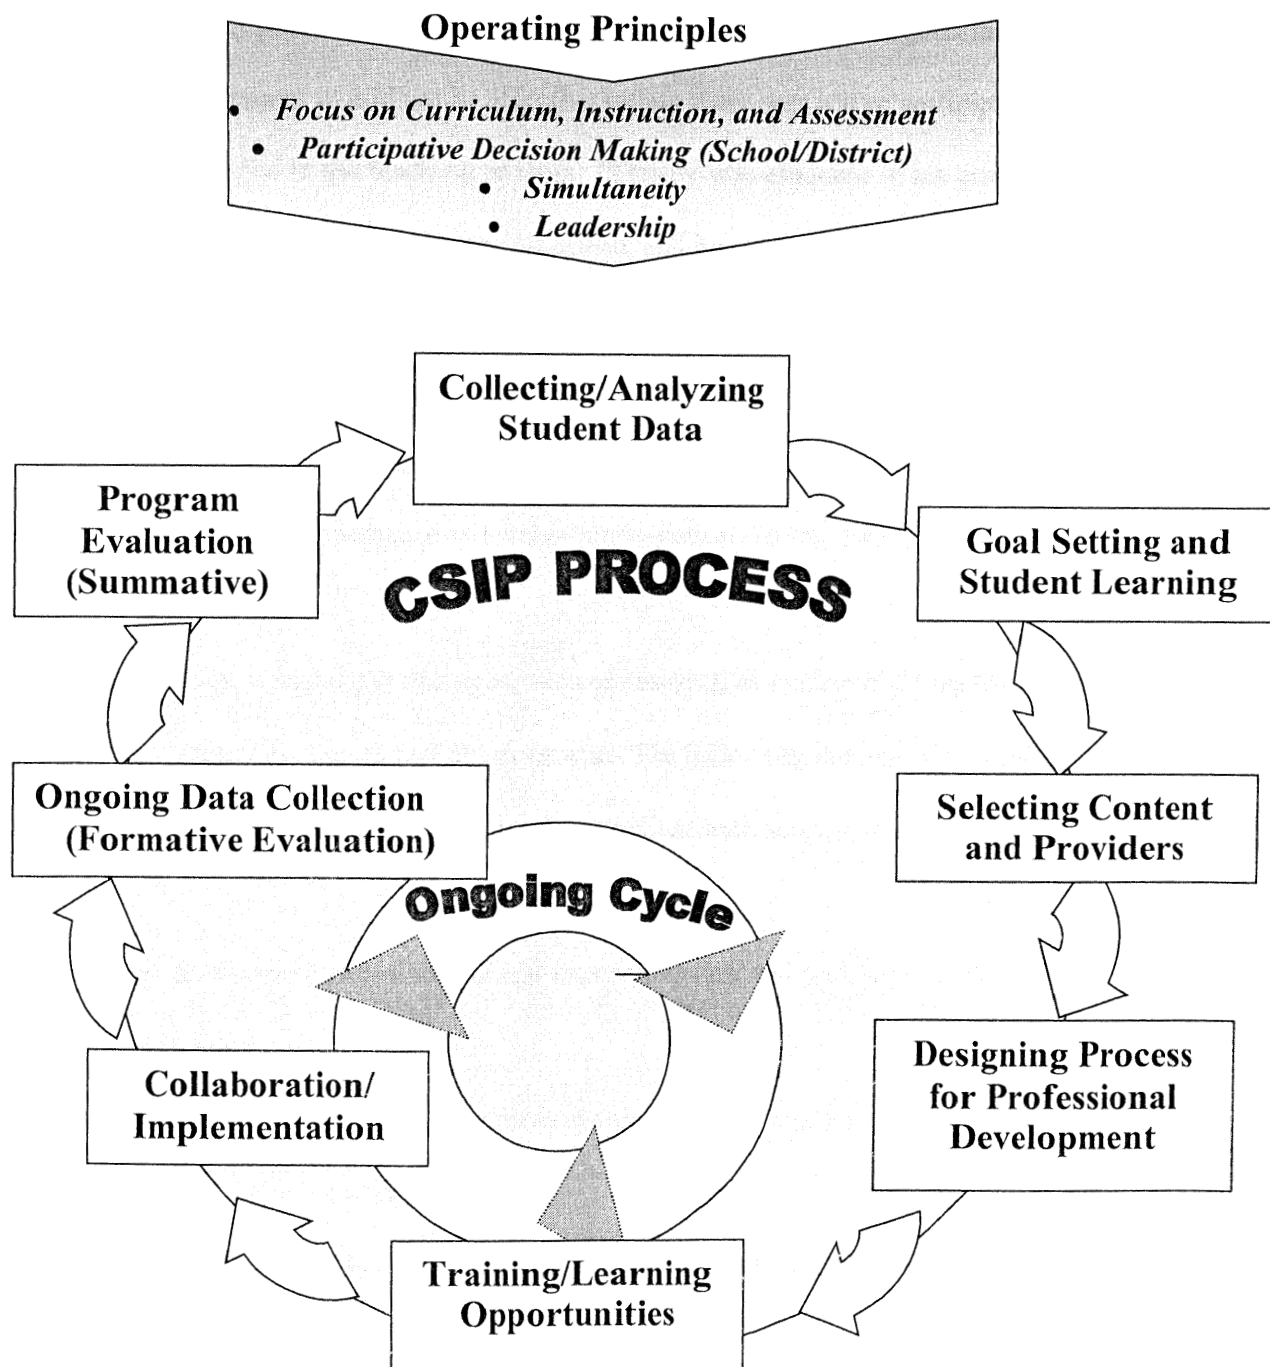 Operating Principles
• Focus on Curriculum, Instruction, and Assessment
• Participative Decision Making (School/District)
• Simultaneity
• Leadership
Collecting/Analyzing
Student Data
Program
Evaluation
(Summative)
Goal Setting and
Student Learning
CSIP PROCESS
Ongoing Data Collection
(Formative Evaluation)
Selecting Content
and Providers
Ongoing Cycle
Collaboration/
Implementation
Designing Process
for Professional
Development
Training/Learning
Opportunities